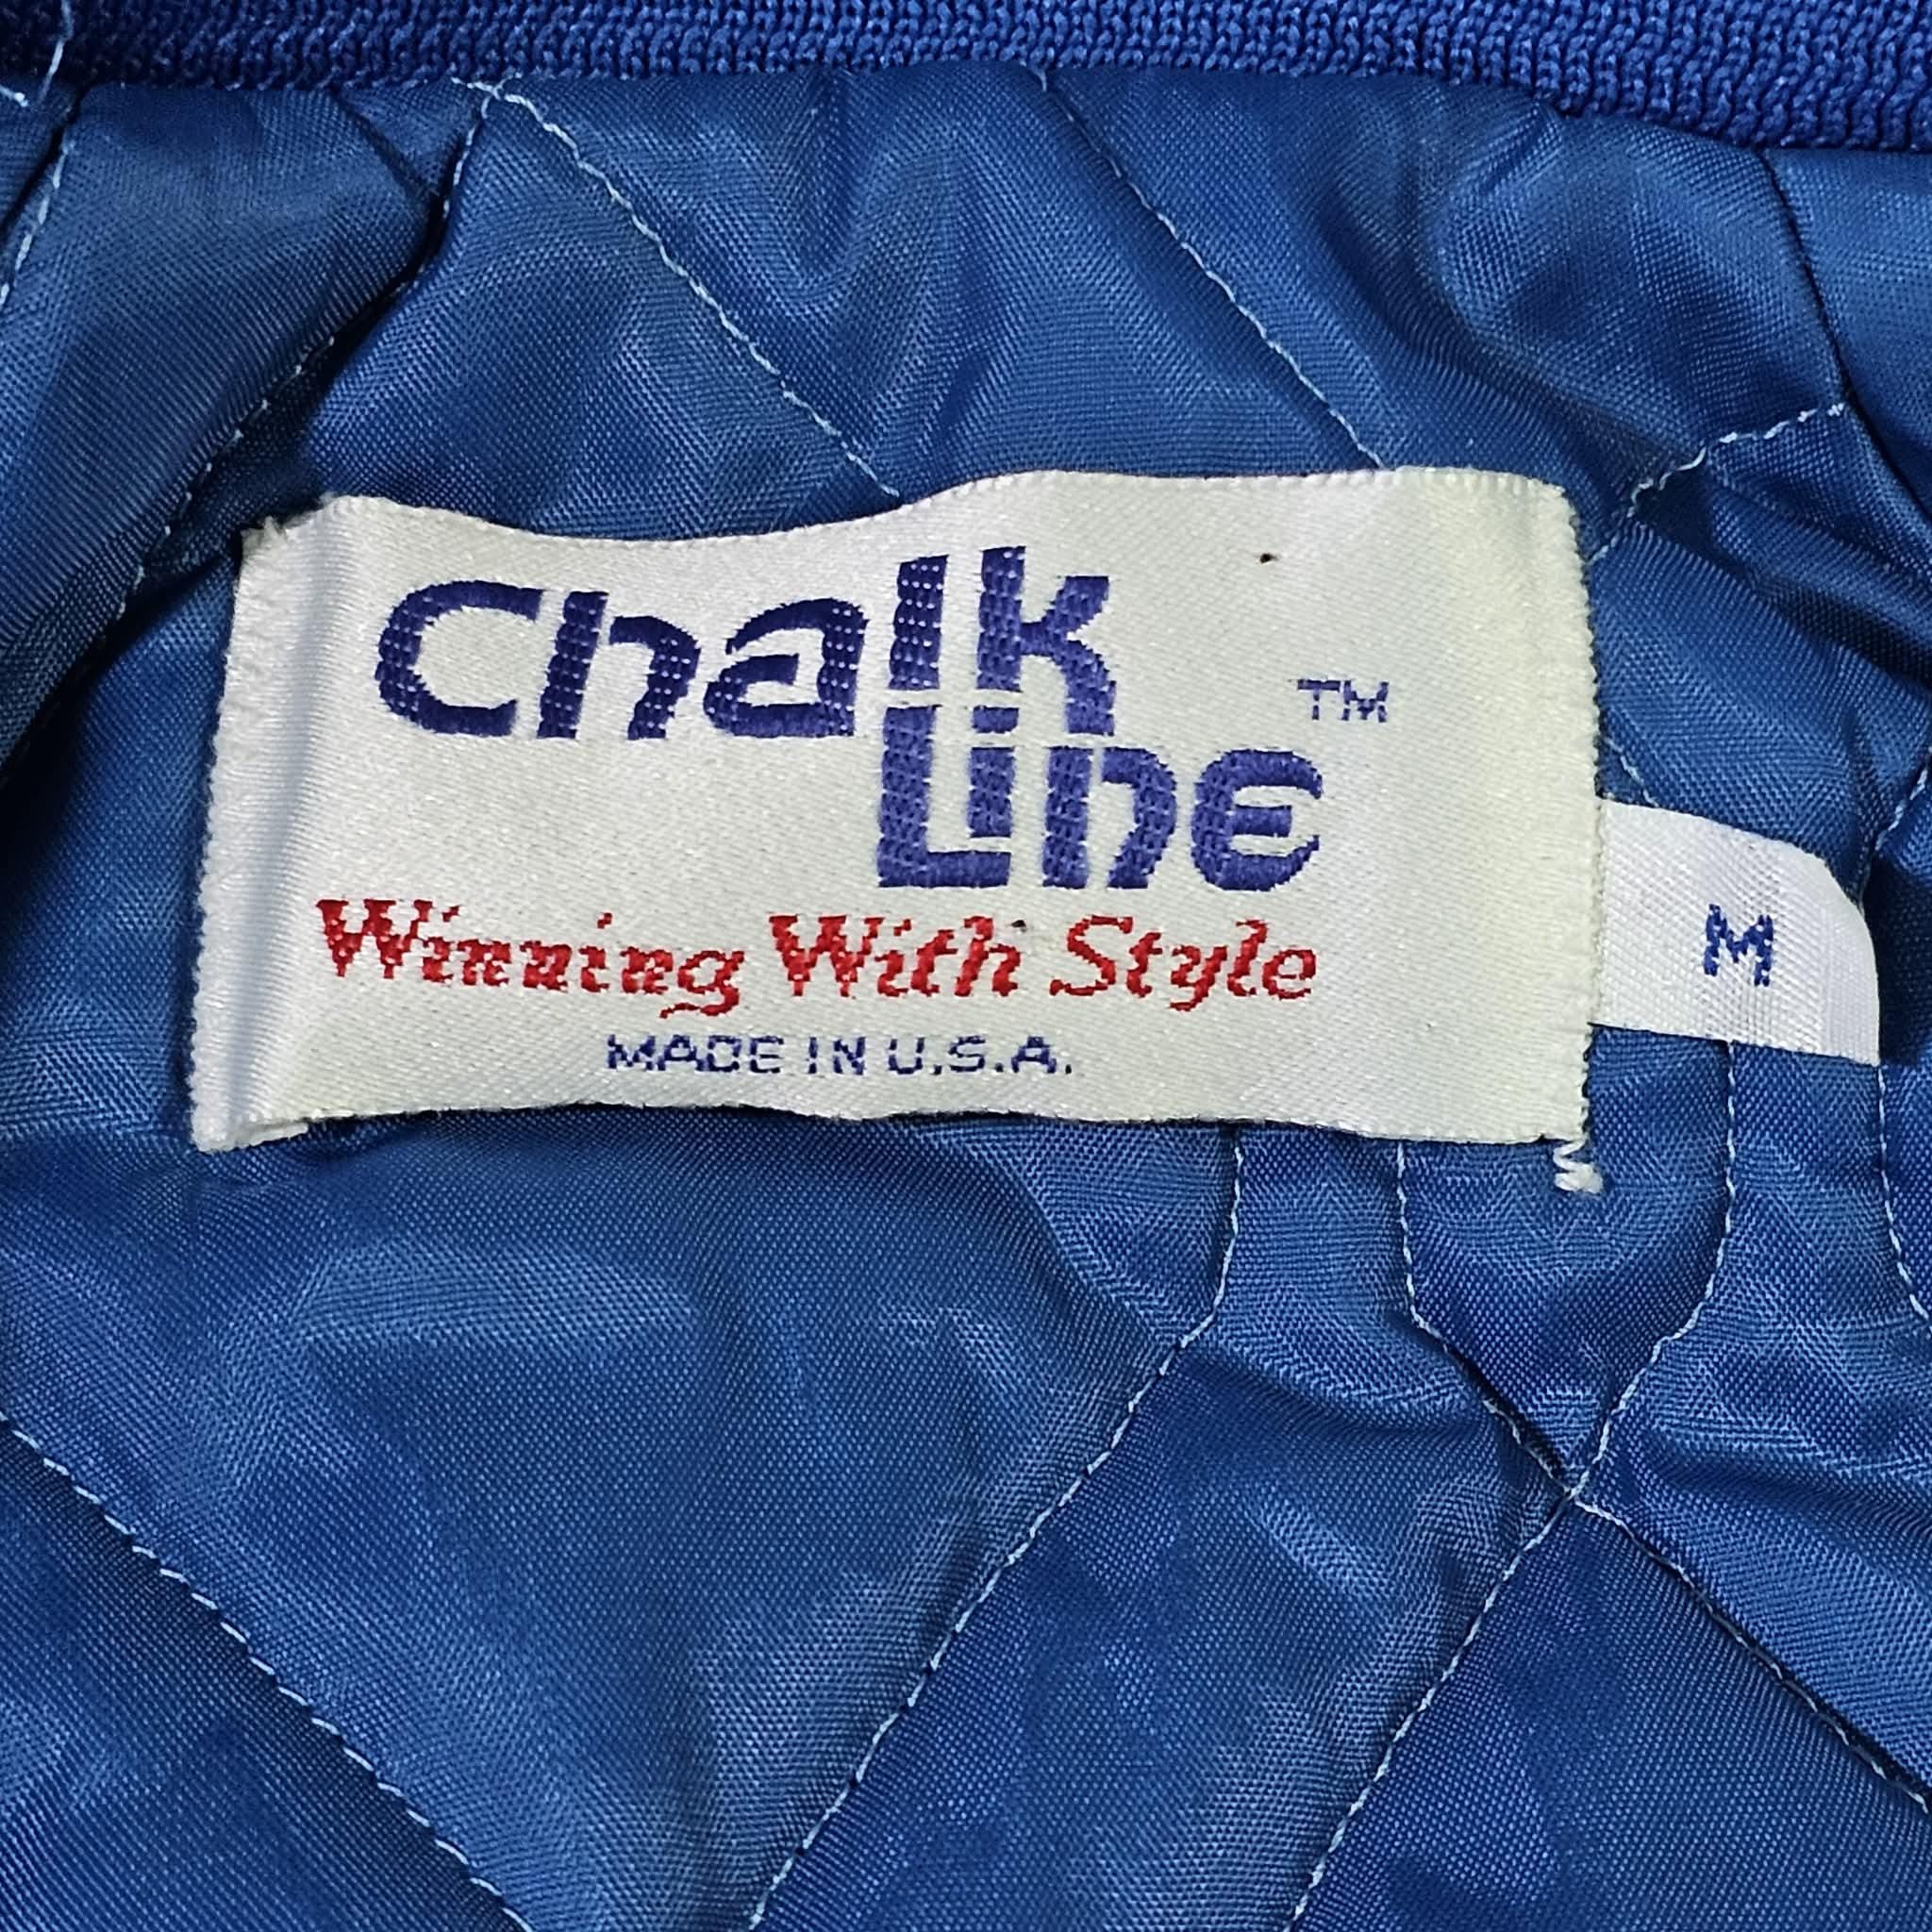 Chalk
Line ™
Winning With Style
MADE IN U.S.A.
M